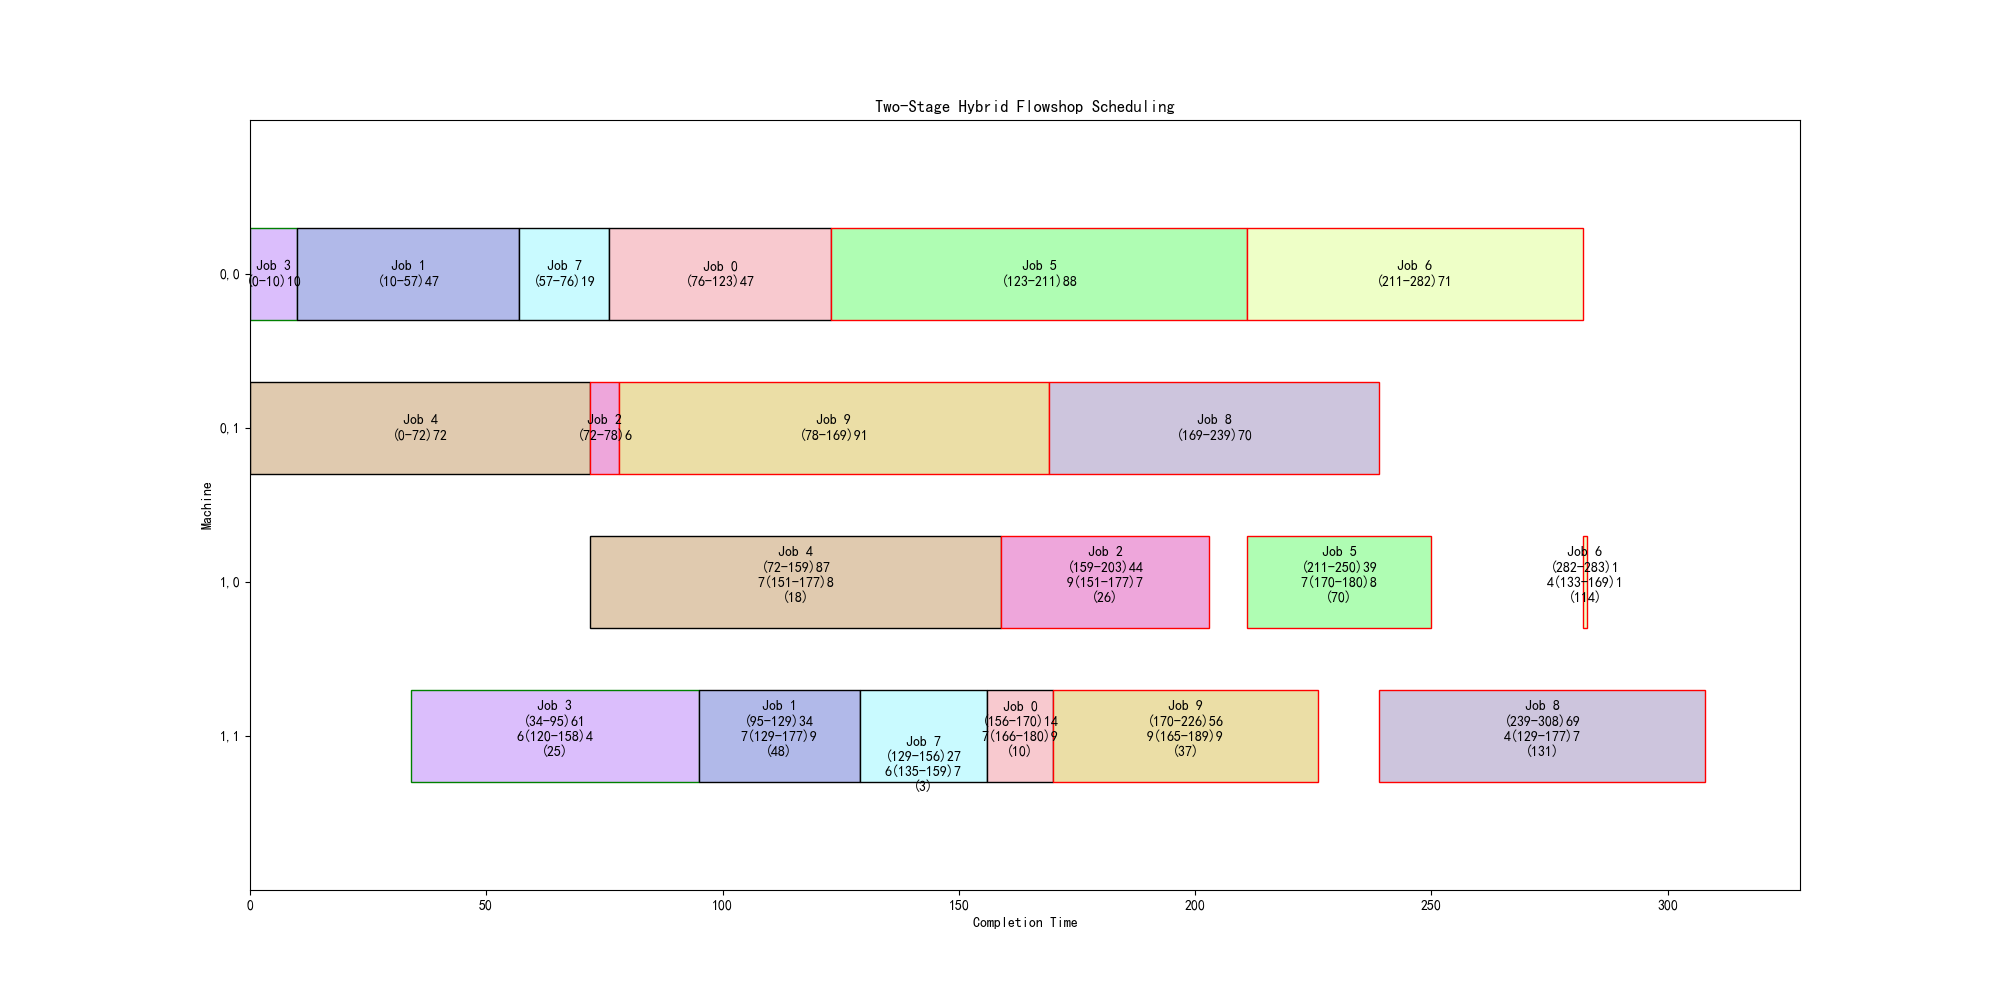 Two-Stage Hybrid Flowshop Scheduling
0,0
Job 3
(0-10)10
Job 1
(10-57)47
Job 7
(57-76)19
Job 0
(76-123)47
Job 5
(123-211)88
Job 6
(211-282)71
0,1
Job 4
(0-72)72
Job 2
(72-78)6
Job 9
(78-169)91
Job 8
(169-239)70
Machine
1,0
Job 4
(72-159)87
7(151-177)8
(18)
Job 2
(159-203)44
9(151-177)7
(26)
Job 5
(211-250)39
7(170-180)8
(70)
Job 6
(282-283)1
4(133-169)1
(114)
1,1
Job 3
(34-95)61
6(120-158)4
(25)
Job 1
(95-129)34
7(129-177)9
(48)
Job 7
(129-156)27
6(135-159)7
(3)
Job 0
(156-170)14
7(166-180)9
(10)
Job 9
(170-226)56
9(165-189)9
(37)
Job 8
(239-308)69
4(129-177)7
(131)
0
50
100
150
200
250
300
Completion Time